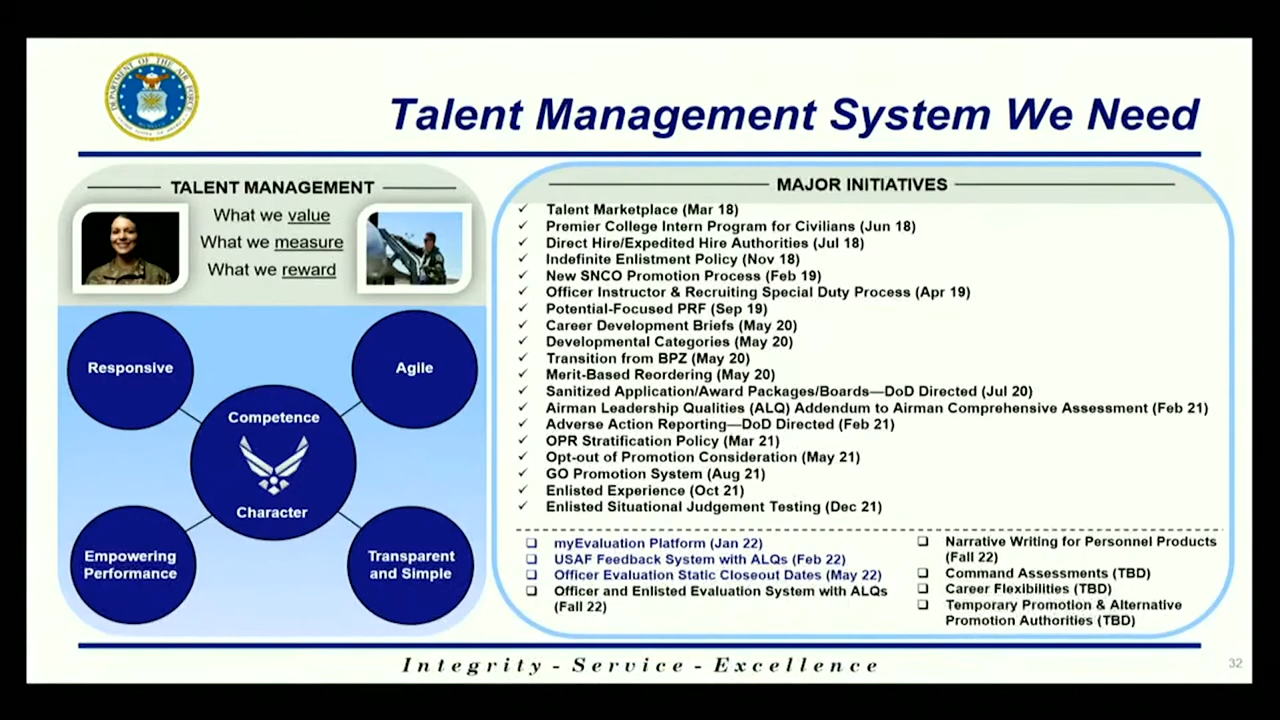 DEPARTMENT OF THE AIR FORCE
Talent Management System We Need
TALENT MANAGEMENT
What we value
What we measure
What we reward
Responsive
Agile
Competence
Character
Empowering
Performance
Transparent
and Simple
MAJOR INITIATIVES
✓ Talent Marketplace (Mar 18)
✓ Premier College Intern Program for Civilians (Jun 18)
✓ Direct Hire/Expedited Hire Authorities (Jul 18)
✓ Indefinite Enlistment Policy (Nov 18)
✓ New SNCO Promotion Process (Feb 19)
✓ Officer Instructor & Recruiting Special Duty Process (Apr 19)
✓ Potential-Focused PRF (Sep 19)
✓ Career Development Briefs (May 20)
✓ Developmental Categories (May 20)
✓ Transition from BPZ (May 20)
✓ Merit-Based Reordering (May 20)
✓ Sanitized Application/Award Packages/Boards—DoD Directed (Jul 20)
✓ Airman Leadership Qualities (ALQ) Addendum to Airman Comprehensive Assessment (Feb 21)
✓ Adverse Action Reporting—DoD Directed (Feb 21)
✓ OPR Stratification Policy (Mar 21)
✓ Opt-out of Promotion Consideration (May 21)
✓ GO Promotion System (Aug 21)
✓ Enlisted Experience (Oct 21)
✓ Enlisted Situational Judgement Testing (Dec 21)
❑ myEvaluation Platform (Jan 22)
❑ USAF Feedback System with ALQs (Feb 22)
❑ Officer Evaluation Static Closeout Dates (May 22)
❑ Officer and Enlisted Evaluation System with ALQs
(Fall 22)
❑ Narrative Writing for Personnel Products
(Fall 22)
❑ Command Assessments (TBD)
❑ Career Flexibilities (TBD)
❑ Temporary Promotion & Alternative
Promotion Authorities (TBD)
Integrity - Service - Excellence
32